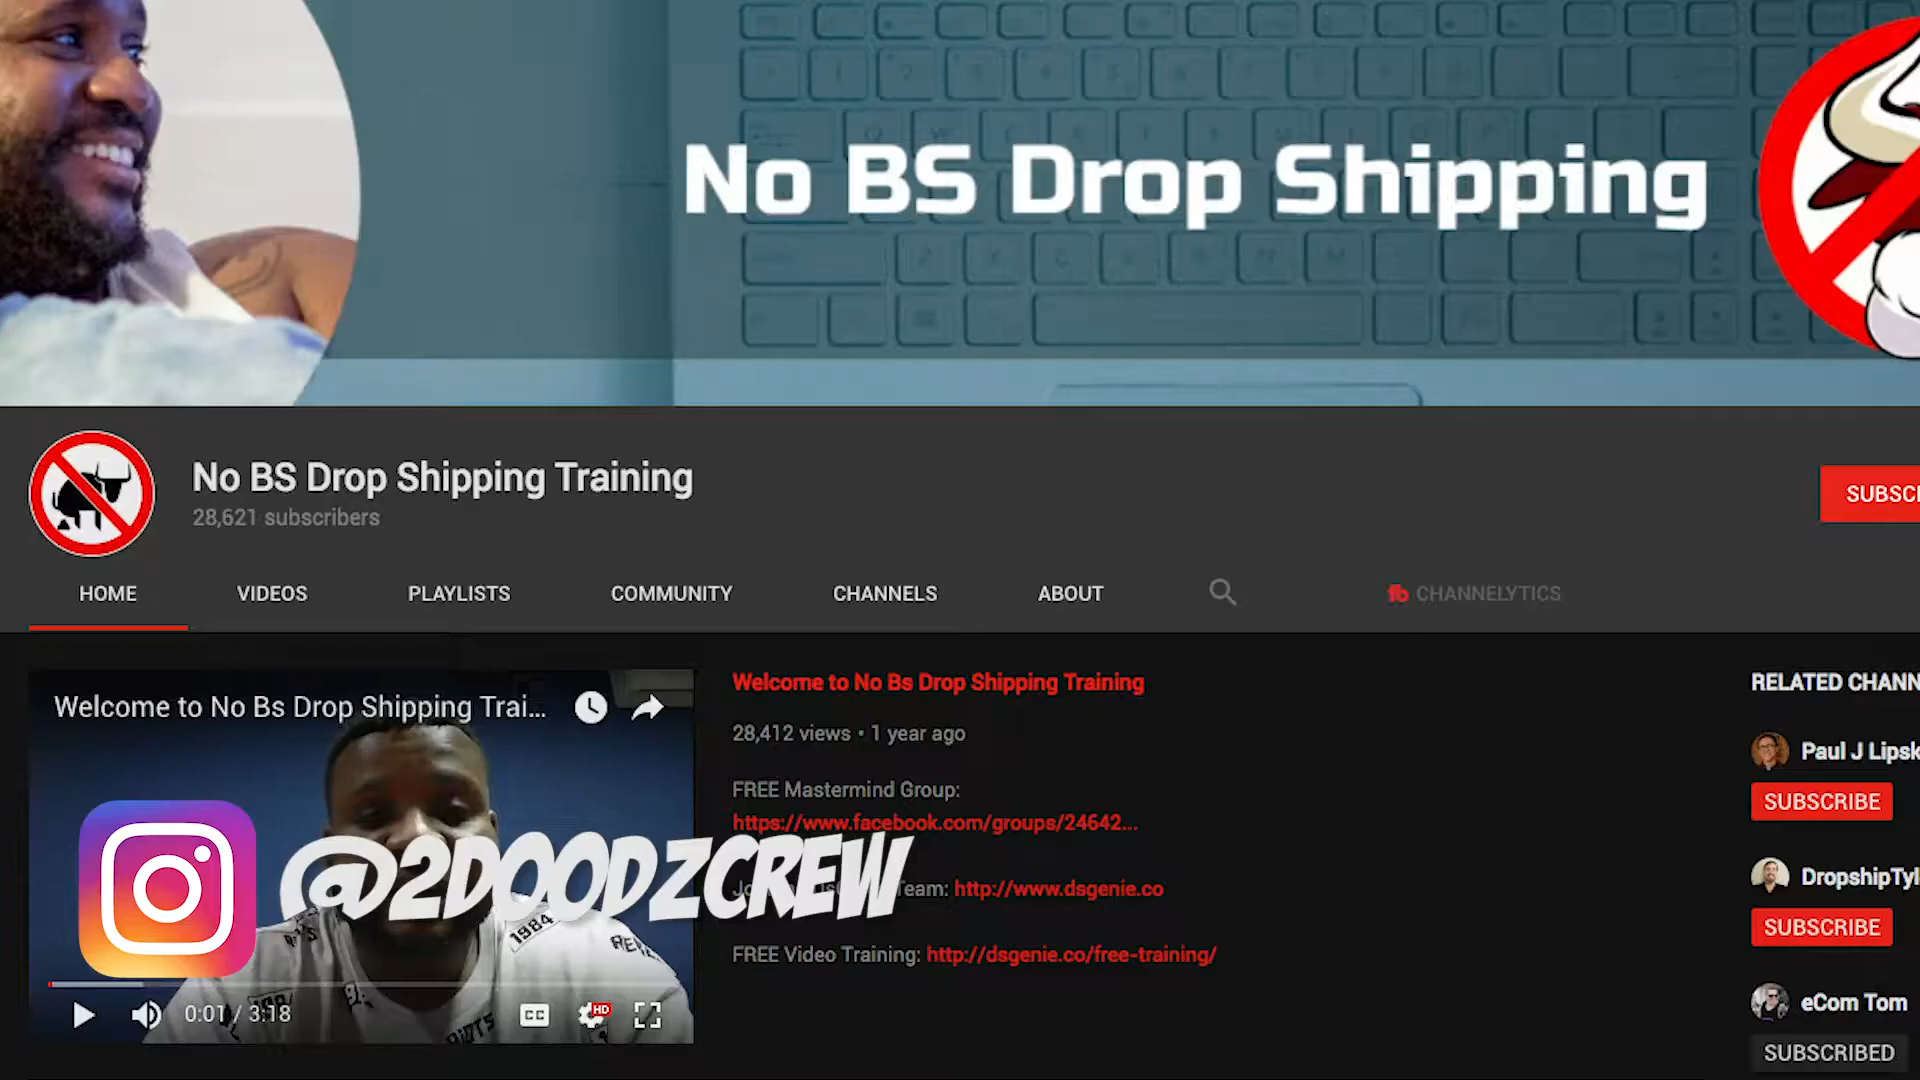 No BS Drop Shipping
No BS Drop Shipping Training
28,621 subscribers
SUBSC
HOME
VIDEOS
PLAYLISTS
COMMUNITY
CHANNELS
ABOUT
CHANNELYTICS
Welcome to No Bs Drop Shipping Trai...
@2DOODZCREW
1984
0:01 / 3:18
CC
HD
Welcome to No Bs Drop Shipping Training
28,412 views • 1 year ago
FREE Mastermind Group:
https://www.facebook.com/groups/24642...
Team: http://www.dsgenie.co
FREE Video Training: http://dsgenie.co/free-training/
RELATED CHANN
Paul J Lipsk
SUBSCRIBE
DropshipTyl
SUBSCRIBE
eCom Tom
SUBSCRIBED